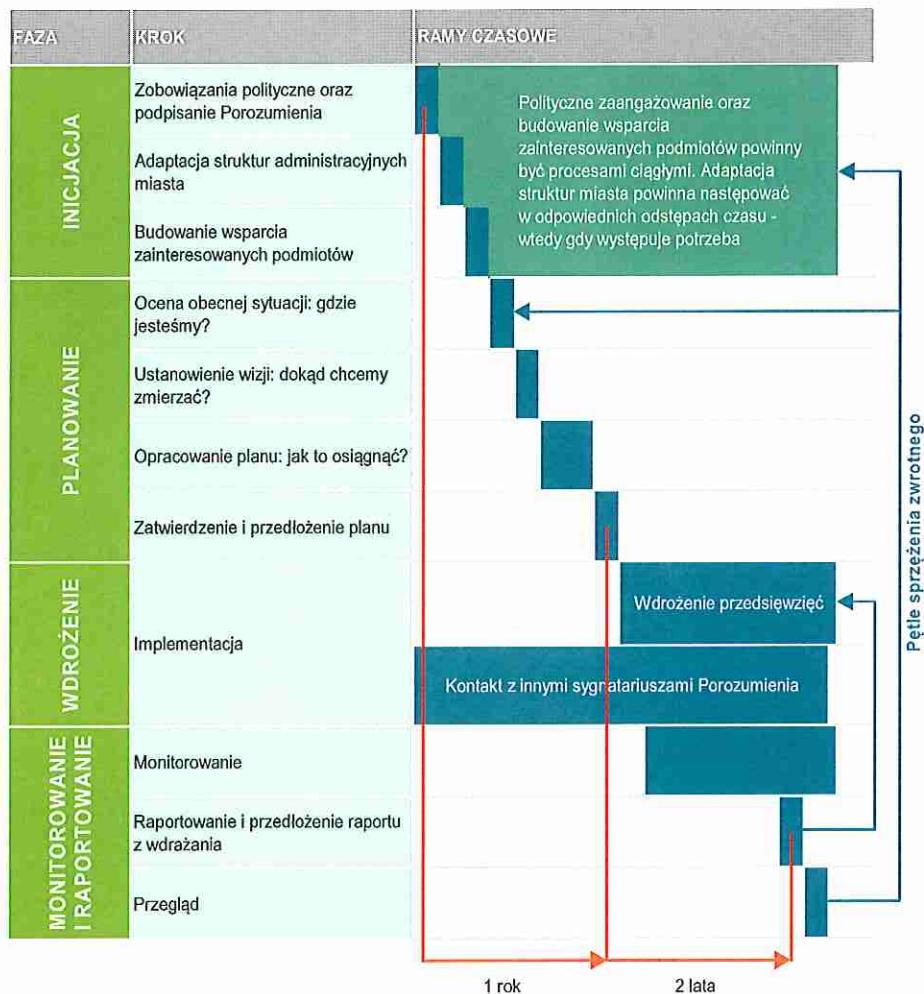 FAZA
KROK
RAMY CZASOWE
INICJACJA
Zobowiązania polityczne oraz
podpisanie Porozumienia
Adaptacja struktur administracyjnych
miasta
Budowanie wsparcia
zainteresowanych podmiotów
Polityczne zaangażowanie oraz
budowanie wsparcia
zainteresowanych podmiotów powinny
być procesami ciągłymi. Adaptacja
struktur miasta powinna następować
w odpowiednich odstępach czasu -
wtedy gdy występuje potrzeba
PLANOWANIE
Ocena obecnej sytuacji: gdzie
jesteśmy?
Ustanowienie wizji: dokąd chcemy
zmierzać?
Opracowanie planu: jak to osiągnąć?
Zatwierdzenie i przedłożenie planu
WDROŻENIE
Implementacja
Wdrożenie przedsięwzięć
Kontakt z innymi sygnatariuszami Porozumienia
MONITOROWANIE
I RAPORTOWANIE
Monitorowanie
Raportowanie i przedłożenie raportu
z wdrażania
Przegląd
Pętle sprzężenia zwrotnego
1 rok
2 lata